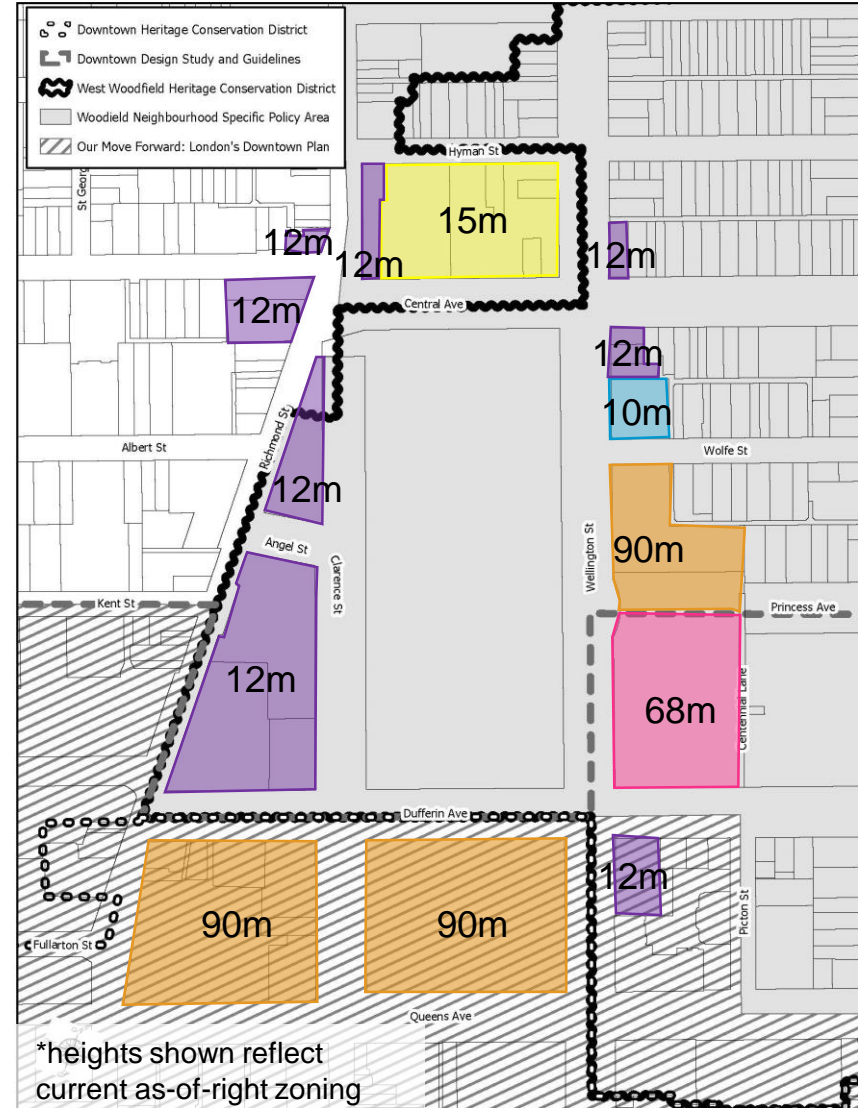 Downtown Heritage Conservation District
Downtown Design Study and Guidelines
West Woodfield Heritage Conservation District
Woodield Neighbourhood Specific Policy Area
Our Move Forward: London's Downtown Plan
St Georg
Hyman St
15m
12m
12m
12m
12m
Central Ave
12m
10m
Albert St
Richmond St
Wolfe St
12m
Angel St
Clarence St
Wellington St
90m
Kent St
Princess Ave
12m
68m
Centennial Lane
Dufferin Ave
12m
Picton St
90m
90m
Fullarton St
Queens Ave
*heights shown reflect
current as-of-right zoning